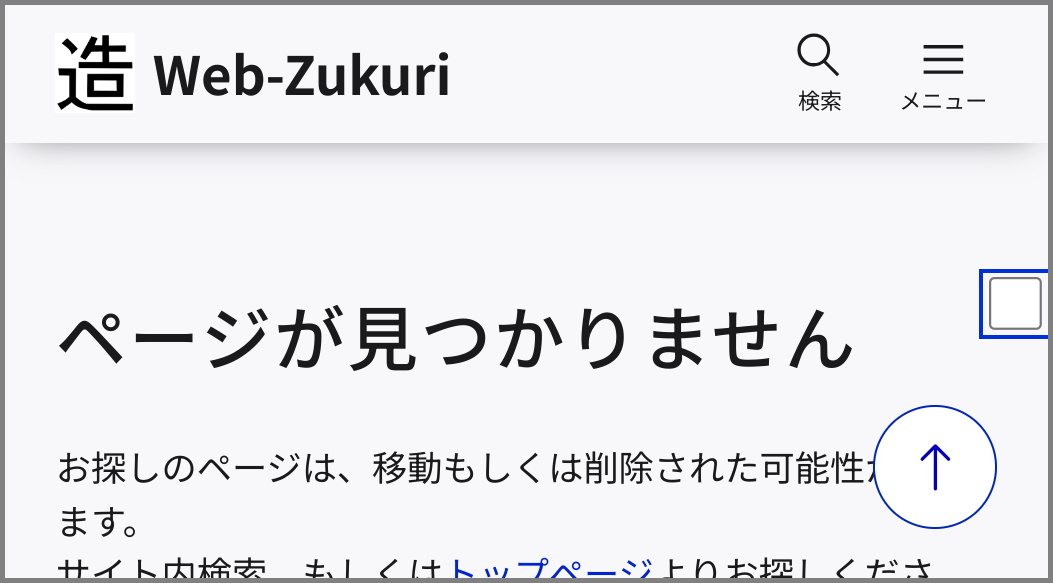 造 Web-Zukuri
検索 メニュー
ページが見つかりません
お探しのページは、移動もしくは削除された可能性
ます。
サイト内検索、もしくはトップページよりお探しくださ